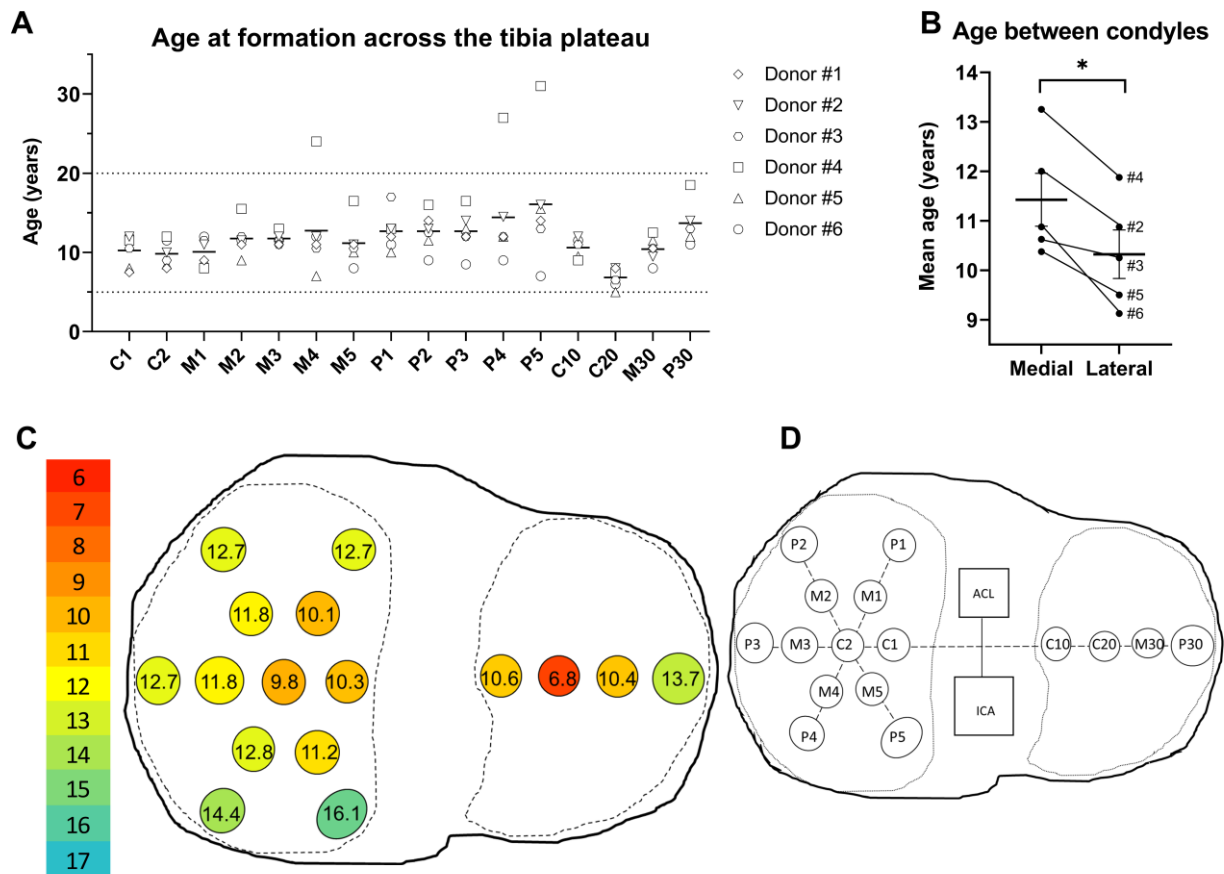 A
Age at formation across the tibia plateau
Age (years)
30
20
10
0
C1 C2 M1 M2 M3 M4 M5 P1 P2 P3 P4 P5 C10 C20 M30 P30
Donor #1
Donor #2
Donor #3
Donor #4
Donor #5
Donor #6
B
Age between condyles
*
Mean age (years)
14
13
12
11
10
9
#4
#2
#3
#5
#6
Medial Lateral
C
6
7
8
9
10
11
12
13
14
15
16
17
12.7 12.7
11.8 10.1
12.7 11.8 9.8 10.3 10.6 6.8 10.4 13.7
12.8 11.2
14.4 16.1
D
P2 P1
M2 M1 ACL
P3 M3 C2 C1 C10 C20 M30 P30
M4 M5 ICA
P4 P5